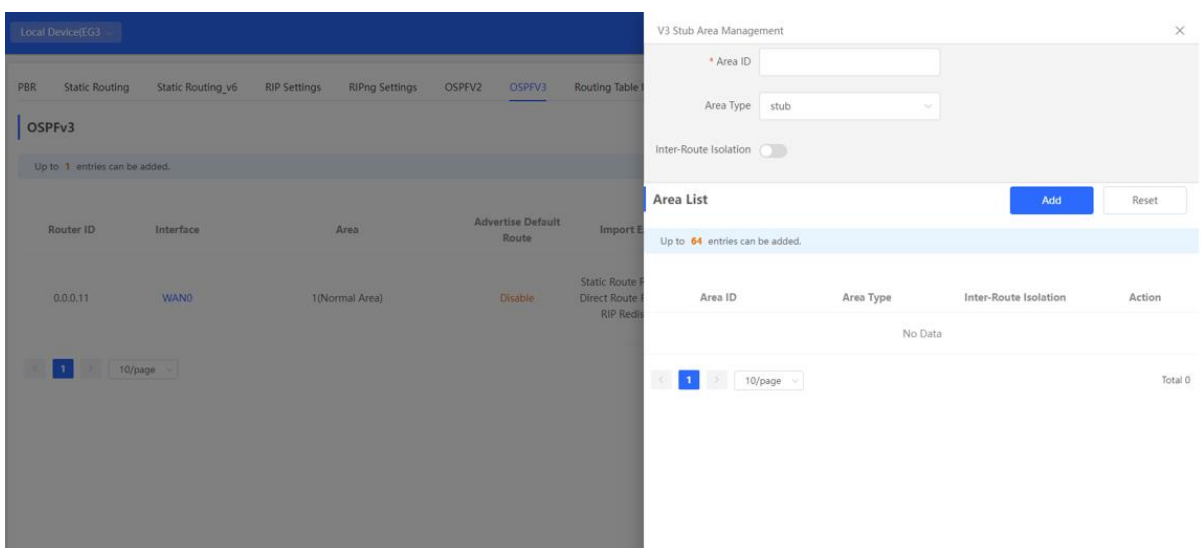 Local Device(EG3
PBR Static Routing Static Routing_v6 RIP Settings RIPng Settings OSPFV2 OSPFV3 Routing Table
OSPFv3
Up to 1 entries can be added.
Router ID Interface Area Advertise Default Route Import
0.0.0.11 WAN0 1(Normal Area) Disable Static Route
Direct Route
RIP Redis
1 10/page
V3 Stub Area Management
* Area ID
Area Type stub
Inter-Route Isolation
Area List Add Reset
Up to 64 entries can be added.
Area ID Area Type Inter-Route Isolation Action
No Data
1 10/page Total 0